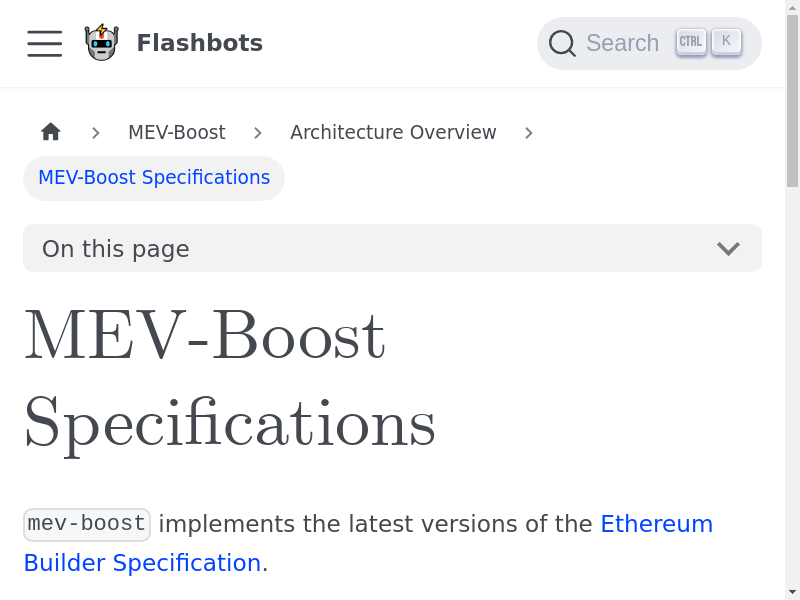 Flashbots
Search CTRL K
MEV-Boost Architecture Overview
MEV-Boost Specifications
On this page
MEV-Boost
Specifications
mev-boost implements the latest versions of the Ethereum
Builder Specification.